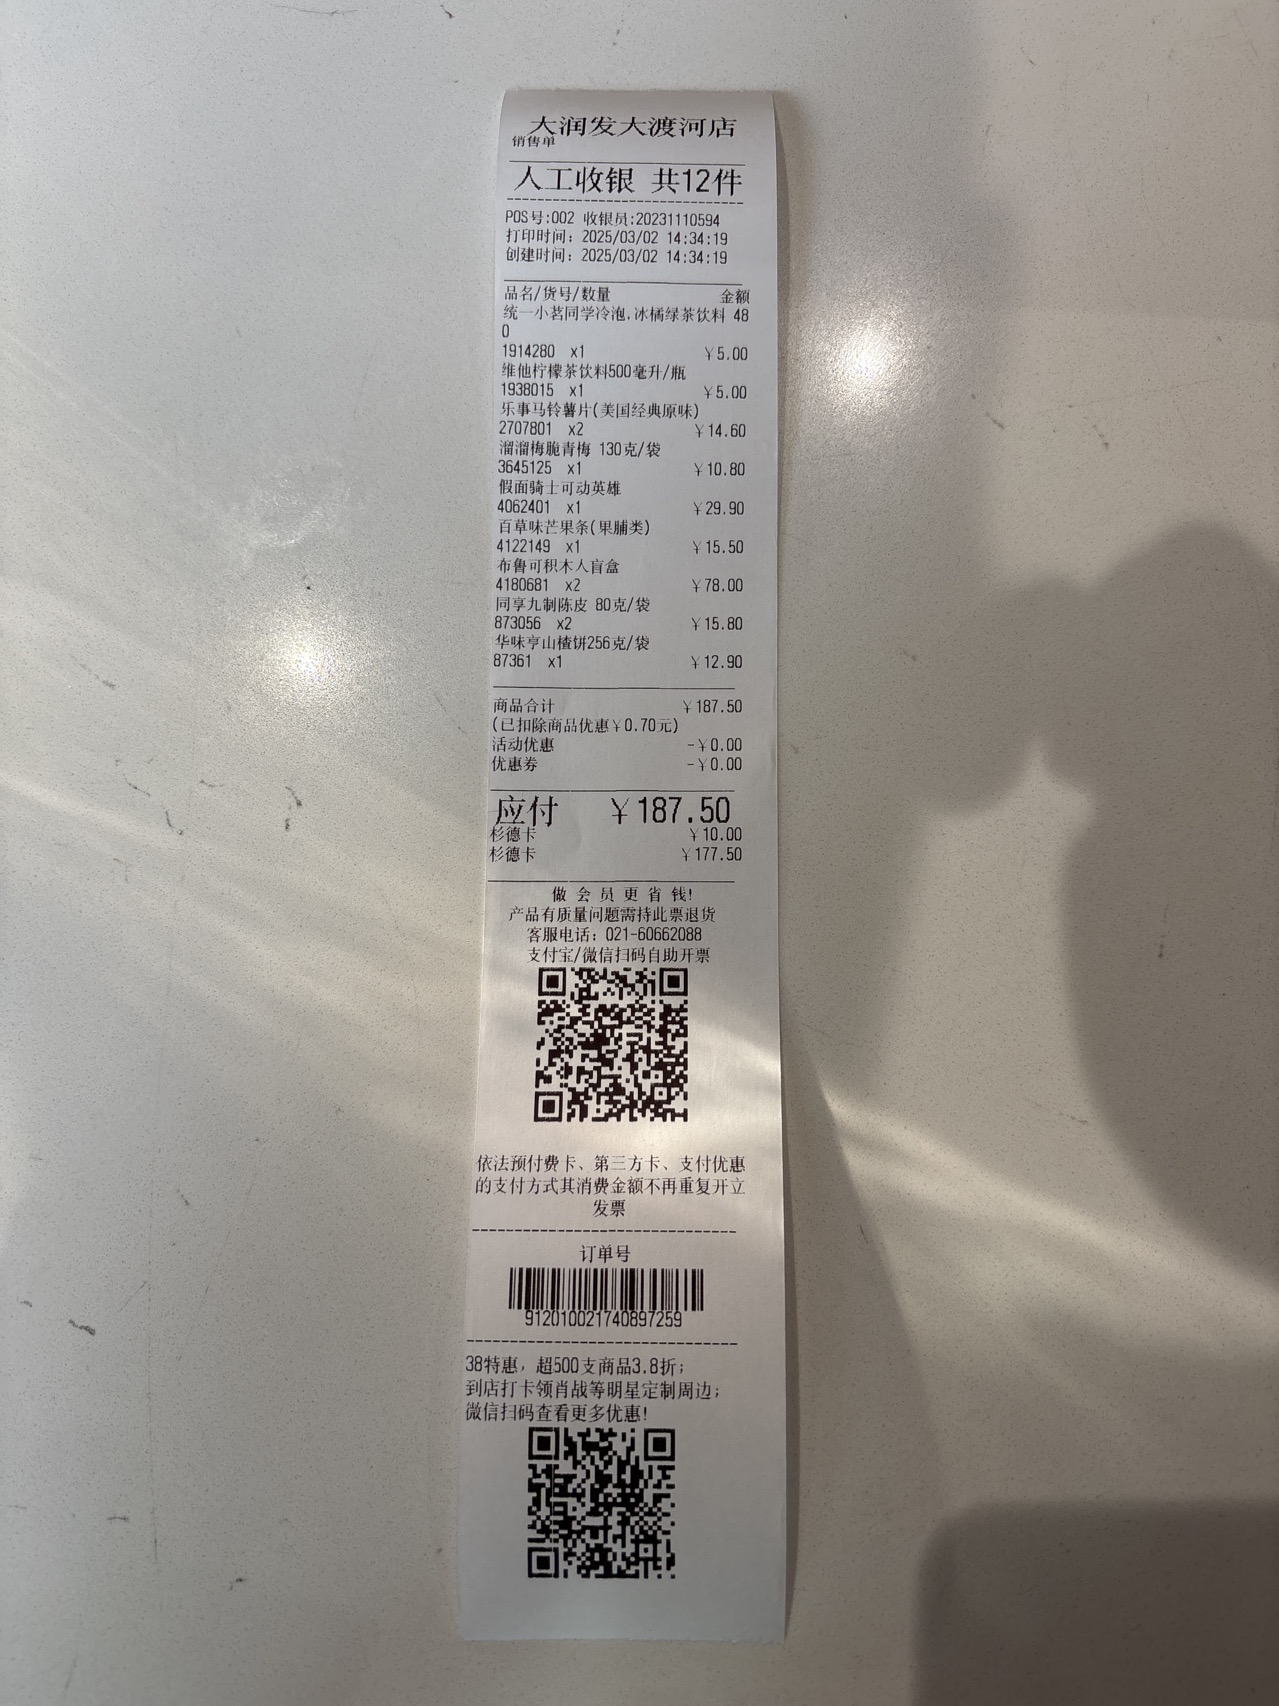 大润发大渡河店
销售单
人工收银 共12件
POS号:002 收银员:20231110594
打印时间: 2025/03/02 14:34:19
创建时间: 2025/03/02 14:34:19
品名/货号/数量 金额
统一小茗同学冷泡.冰橘绿茶饮料 48
0
1914280 x1 ￥5.00
维他柠檬茶饮料500毫升/瓶
1938015 x1 ￥5.00
乐事马铃薯片(美国经典原味)
2707801 x2 ￥14.60
溜溜梅脆青梅 130克/袋
3645125 x1 ￥10.80
假面骑士可动英雄
4062401 x1 ￥29.90
百草味芒果条(果脯类)
4122149 x1 ￥15.50
布鲁可积木人盲盒
4180681 x2 ￥78.00
同享九制陈皮 80克/袋
873056 x2 ￥15.80
华味亨山楂饼256克/袋
87361 x1 ￥12.90
商品合计 ￥187.50
(已扣除商品优惠￥0.70元)
活动优惠 -￥0.00
优惠券 -￥0.00
应付 ￥187.50
杉德卡 ￥10.00
杉德卡 ￥177.50
做会员更省钱!
产品有质量问题需持此票退货
客服电话: 021-60662088
支付宝/微信扫码自助开票
依法预付费卡、第三方卡、支付优惠
的支付方式其消费金额不再重复开立
发票
订单号
912010021740897259
38特惠, 超500支商品3.8折;
到店打卡领肖战等明星定制周边;
微信扫码查看更多优惠!